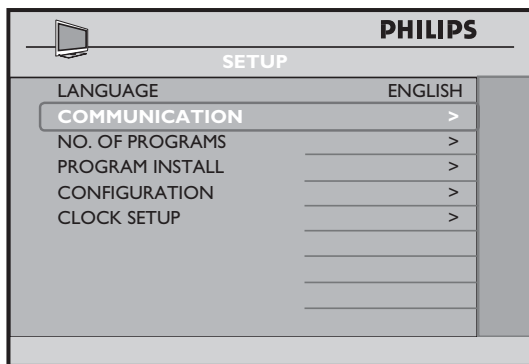 PHILIPS
SETUP
LANGUAGE ENGLISH
COMMUNICATION >
NO. OF PROGRAMS >
PROGRAM INSTALL >
CONFIGURATION >
CLOCK SETUP >